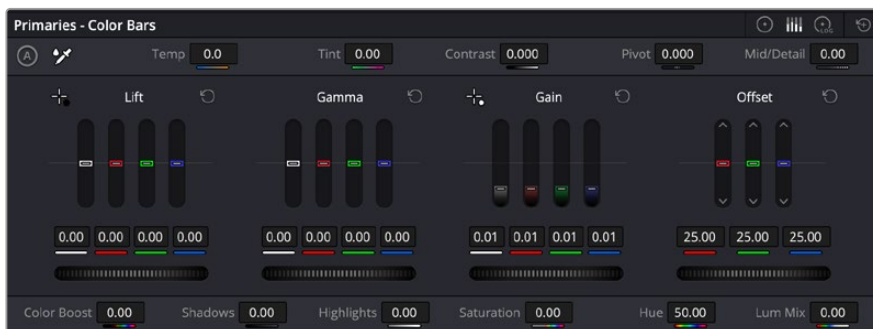 Primaries - Color Bars
LOG
A
Temp 0.0 Tint 0.00 Contrast 0.000 Pivot 0.000 Mid/Detail 0.00
Lift Gamma Gain Offset
0.00 0.00 0.00 0.00 0.00 0.00 0.00 0.00 0.01 0.01 0.01 0.01 25.00 25.00 25.00
Color Boost 0.00 Shadows 0.00 Highlights 0.00 Saturation 0.00 Hue 50.00 Lum Mix 0.00